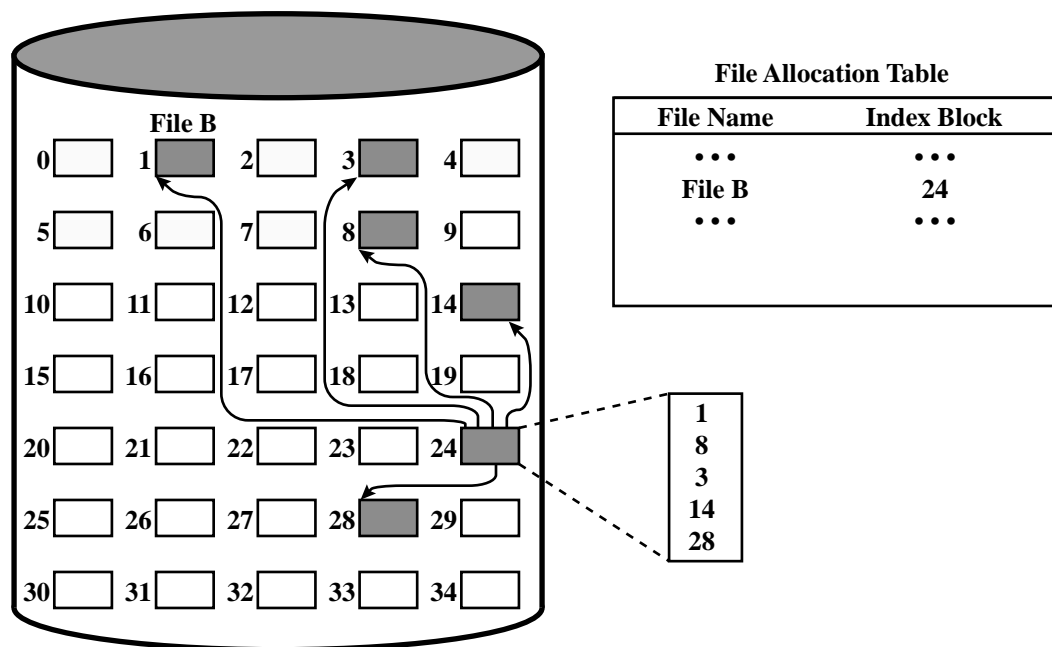 File Allocation Table
File Name Index Block
• • • • • •
File B 24
• • • • • •
File B
0 1 2 3 4
5 6 7 8 9
10 11 12 13 14
15 16 17 18 19
20 21 22 23 24
25 26 27 28 29
30 31 32 33 34
1
8
3
14
28